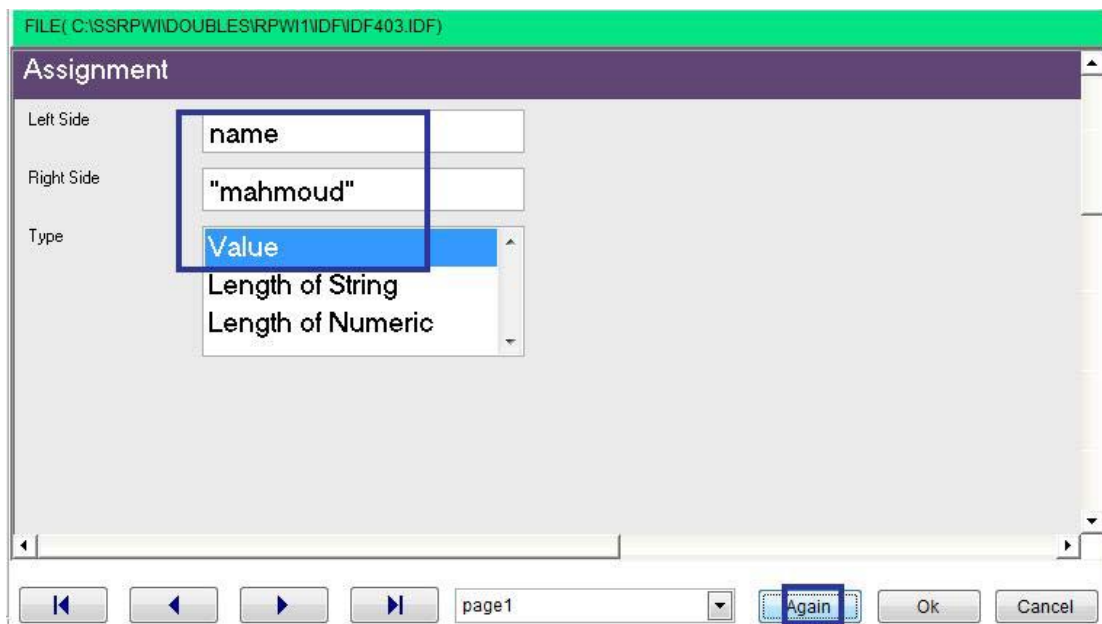 FILE( C:\SSRPWI\DOUBLES\RPWI1\IDF\IDF403.IDF)
Assignment
Left Side
name
Right Side
"mahmoud"
Type
Value
Length of String
Length of Numeric
page1
Again
Ok
Cancel